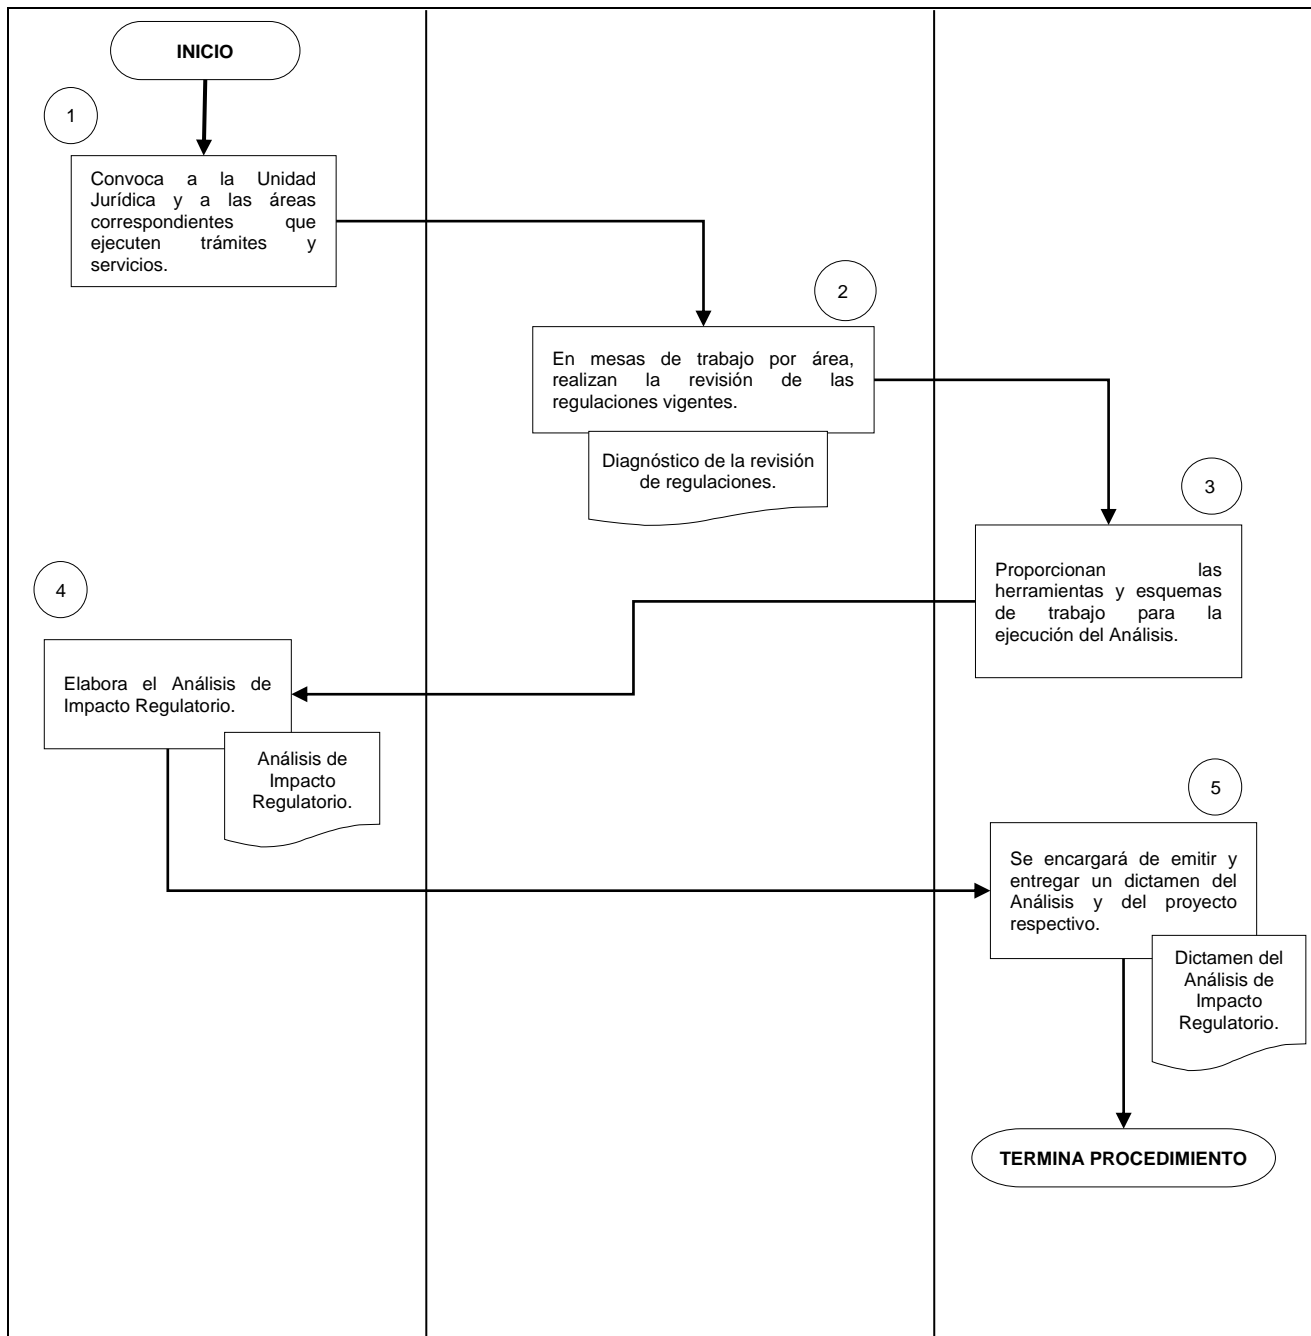 INICIO
1
Convoca a la Unidad
Jurídica y a las áreas
correspondientes que
ejecuten trámites y
servicios.
2
En mesas de trabajo por área,
realizan la revisión de las
regulaciones vigentes.
Diagnóstico de la revisión
de regulaciones.
3
Proporcionan las
herramientas y esquemas
de trabajo para la
ejecución del Análisis.
4
Elabora el Análisis de
Impacto Regulatorio.
Análisis de
Impacto
Regulatorio.
5
Se encargará de emitir y
entregar un dictamen del
Análisis y del proyecto
respectivo.
Dictamen del
Análisis de
Impacto
Regulatorio.
TERMINA PROCEDIMIENTO